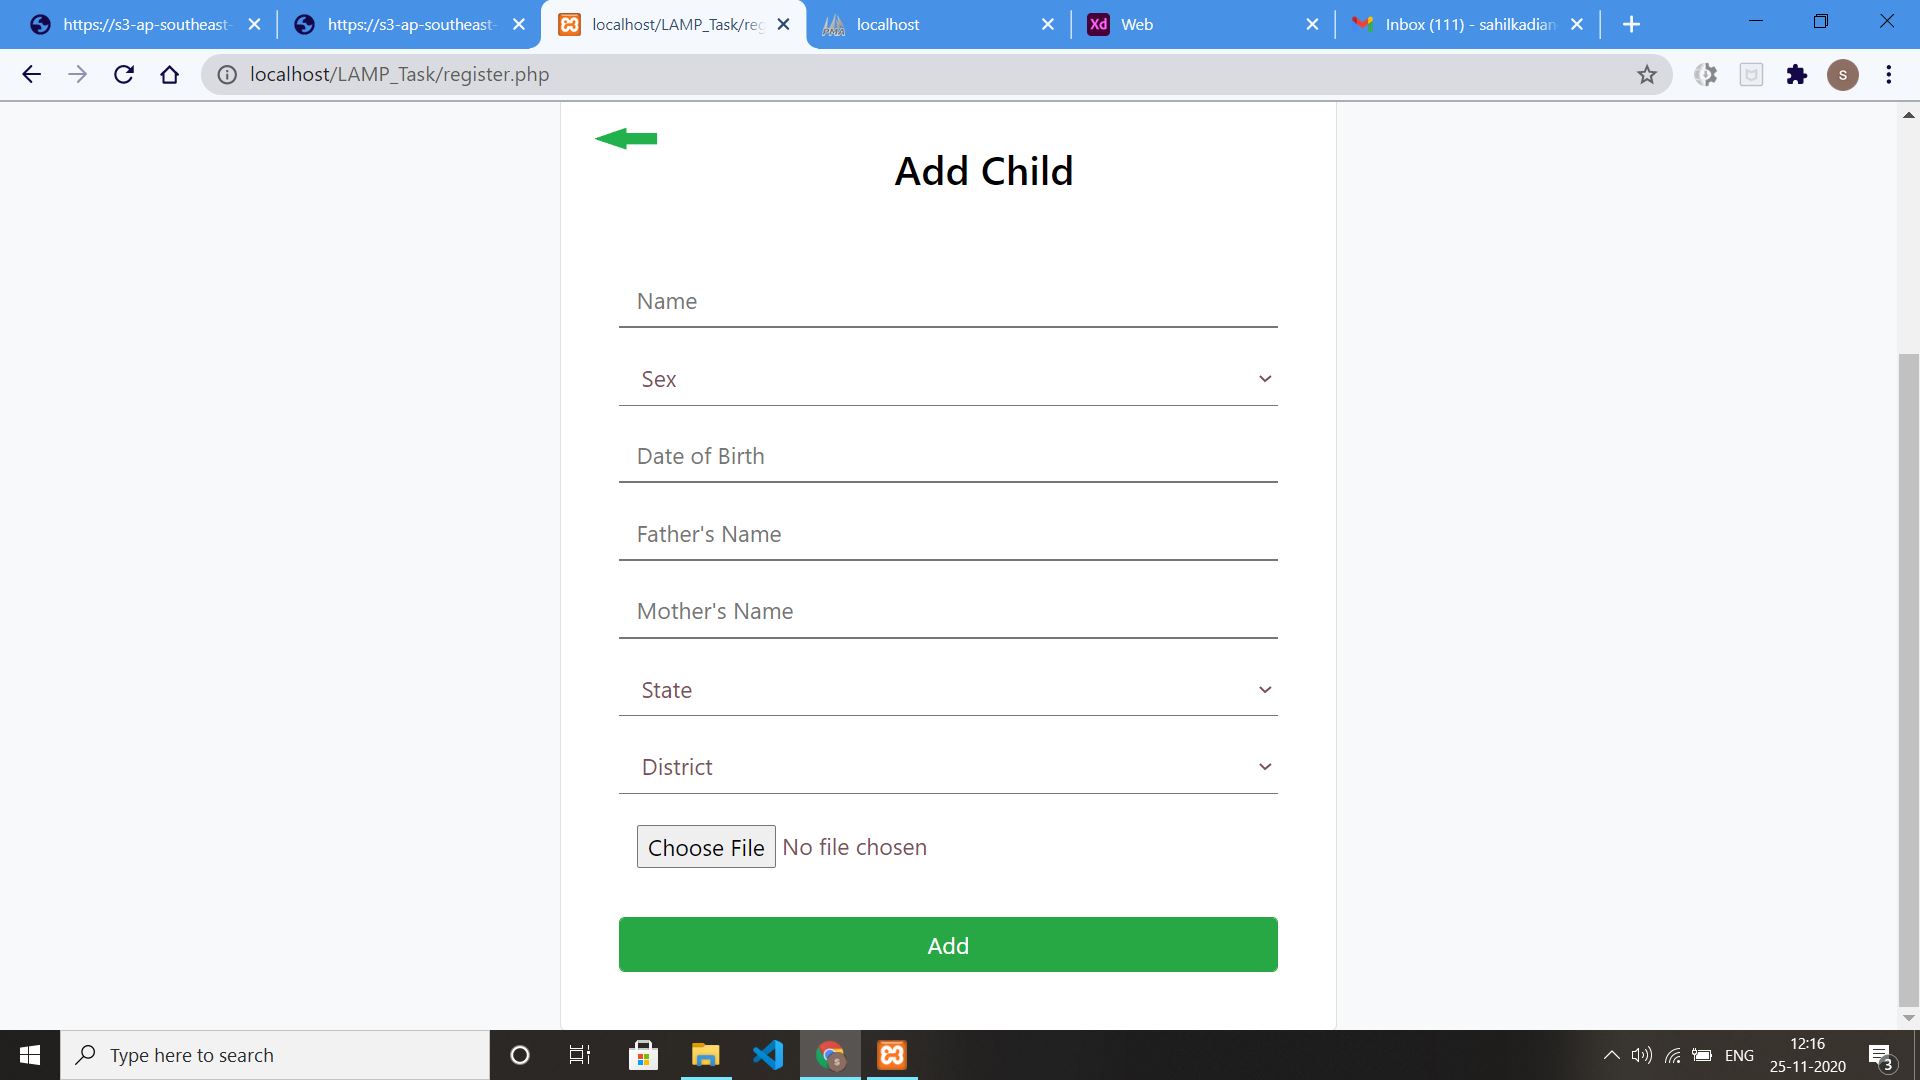 https://s3-ap-southeast-
https://s3-ap-southeast-
localhost/LAMP_Task/reg
localhost
Xd Web
Inbox (111) - sahilkadian
localhost/LAMP_Task/register.php
S
Add Child
Name
Sex
Date of Birth
Father's Name
Mother's Name
State
District
Choose File No file chosen
Add
Type here to search
ENG
12:16
25-11-2020
3